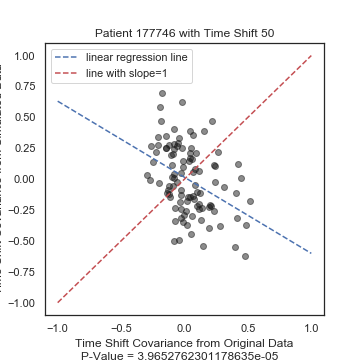 Patient 177746 with Time Shift 50
linear regression line
line with slope=1
1.00
0.75
0.50
0.25
0.00
−0.25
−0.50
−0.75
−1.00
−1.0
−0.5
0.0
0.5
1.0
Time Shift Covariance from Original Data
P-Value = 3.9652762301178635e-05